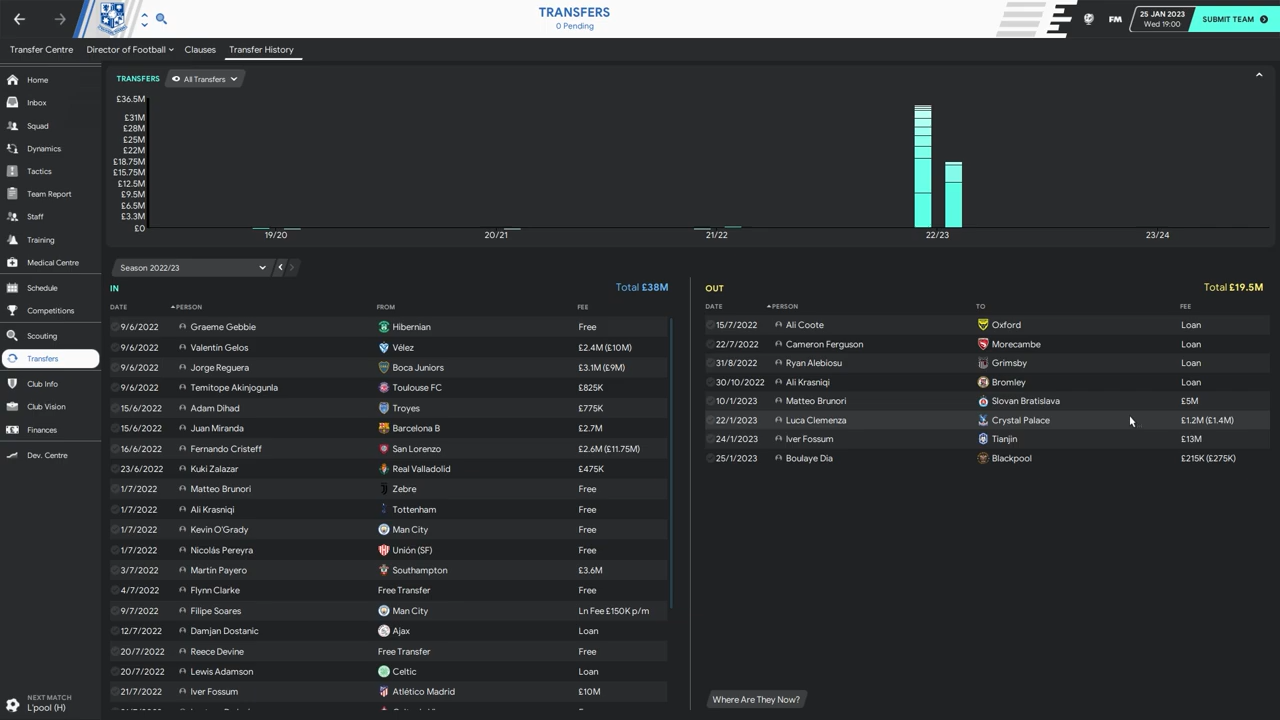 TRANSFERS
0 Pending
FM
25 JAN 2023
Wed 19:00
SUBMIT TEAM
Transfer Centre
Director of Football
Clauses
Transfer History
Home
Inbox
Squad
Dynamics
Tactics
Team Report
Staff
Training
Medical Centre
Schedule
Competitions
Scouting
Transfers
Club Info
Club Vision
Finances
Dev. Centre
NEXT MATCH
L'pool (H)
TRANSFERS
All Transfers
£36.5M
£31M
£28M
£25M
£22M
£18.75M
£15.75M
£12.5M
£9.5M
£6.5M
£3.3M
£0
19/20 20/21 21/22 22/23 23/24
Season 2022/23
IN Total £38M
DATE PERSON FROM FEE
9/6/2022 Graeme Gebbie Hibernian Free
9/6/2022 Valentín Gelos Vélez £2.4M (£10M)
9/6/2022 Jorge Reguera Boca Juniors £3.1M (£9M)
9/6/2022 Temitope Akinjogunla Toulouse FC £825K
15/6/2022 Adam Dihad Troyes £775K
15/6/2022 Juan Miranda Barcelona B £2.7M
16/6/2022 Fernando Cristeff San Lorenzo £2.6M (£11.75M)
23/6/2022 Kuki Zalazar Real Valladolid £475K
1/7/2022 Matteo Brunori Zebre Free
1/7/2022 Ali Krasniqi Tottenham Free
1/7/2022 Kevin O'Grady Man City Free
1/7/2022 Nicolás Pereyra Unión (SF) Free
3/7/2022 Martín Payero Southampton £3.6M
4/7/2022 Flynn Clarke Free Transfer Free
9/7/2022 Filipe Soares Man City Ln Fee £150K p/m
12/7/2022 Damjan Dostanic Ajax Loan
20/7/2022 Reece Devine Free Transfer Free
20/7/2022 Lewis Adamson Celtic Loan
21/7/2022 Iver Fossum Atlético Madrid £10M
OUT Total £19.5M
DATE PERSON TO FEE
15/7/2022 Ali Coote Oxford Loan
22/7/2022 Cameron Ferguson Morecambe Loan
31/8/2022 Ryan Alebiosu Grimsby Loan
30/10/2022 Ali Krasniqi Bromley Loan
10/1/2023 Matteo Brunori Slovan Bratislava £5M
22/1/2023 Luca Clemenza Crystal Palace £1.2M (£1.4M)
24/1/2023 Iver Fossum Tianjin £13M
25/1/2023 Boulaye Dia Blackpool £215K (£275K)
Where Are They Now?